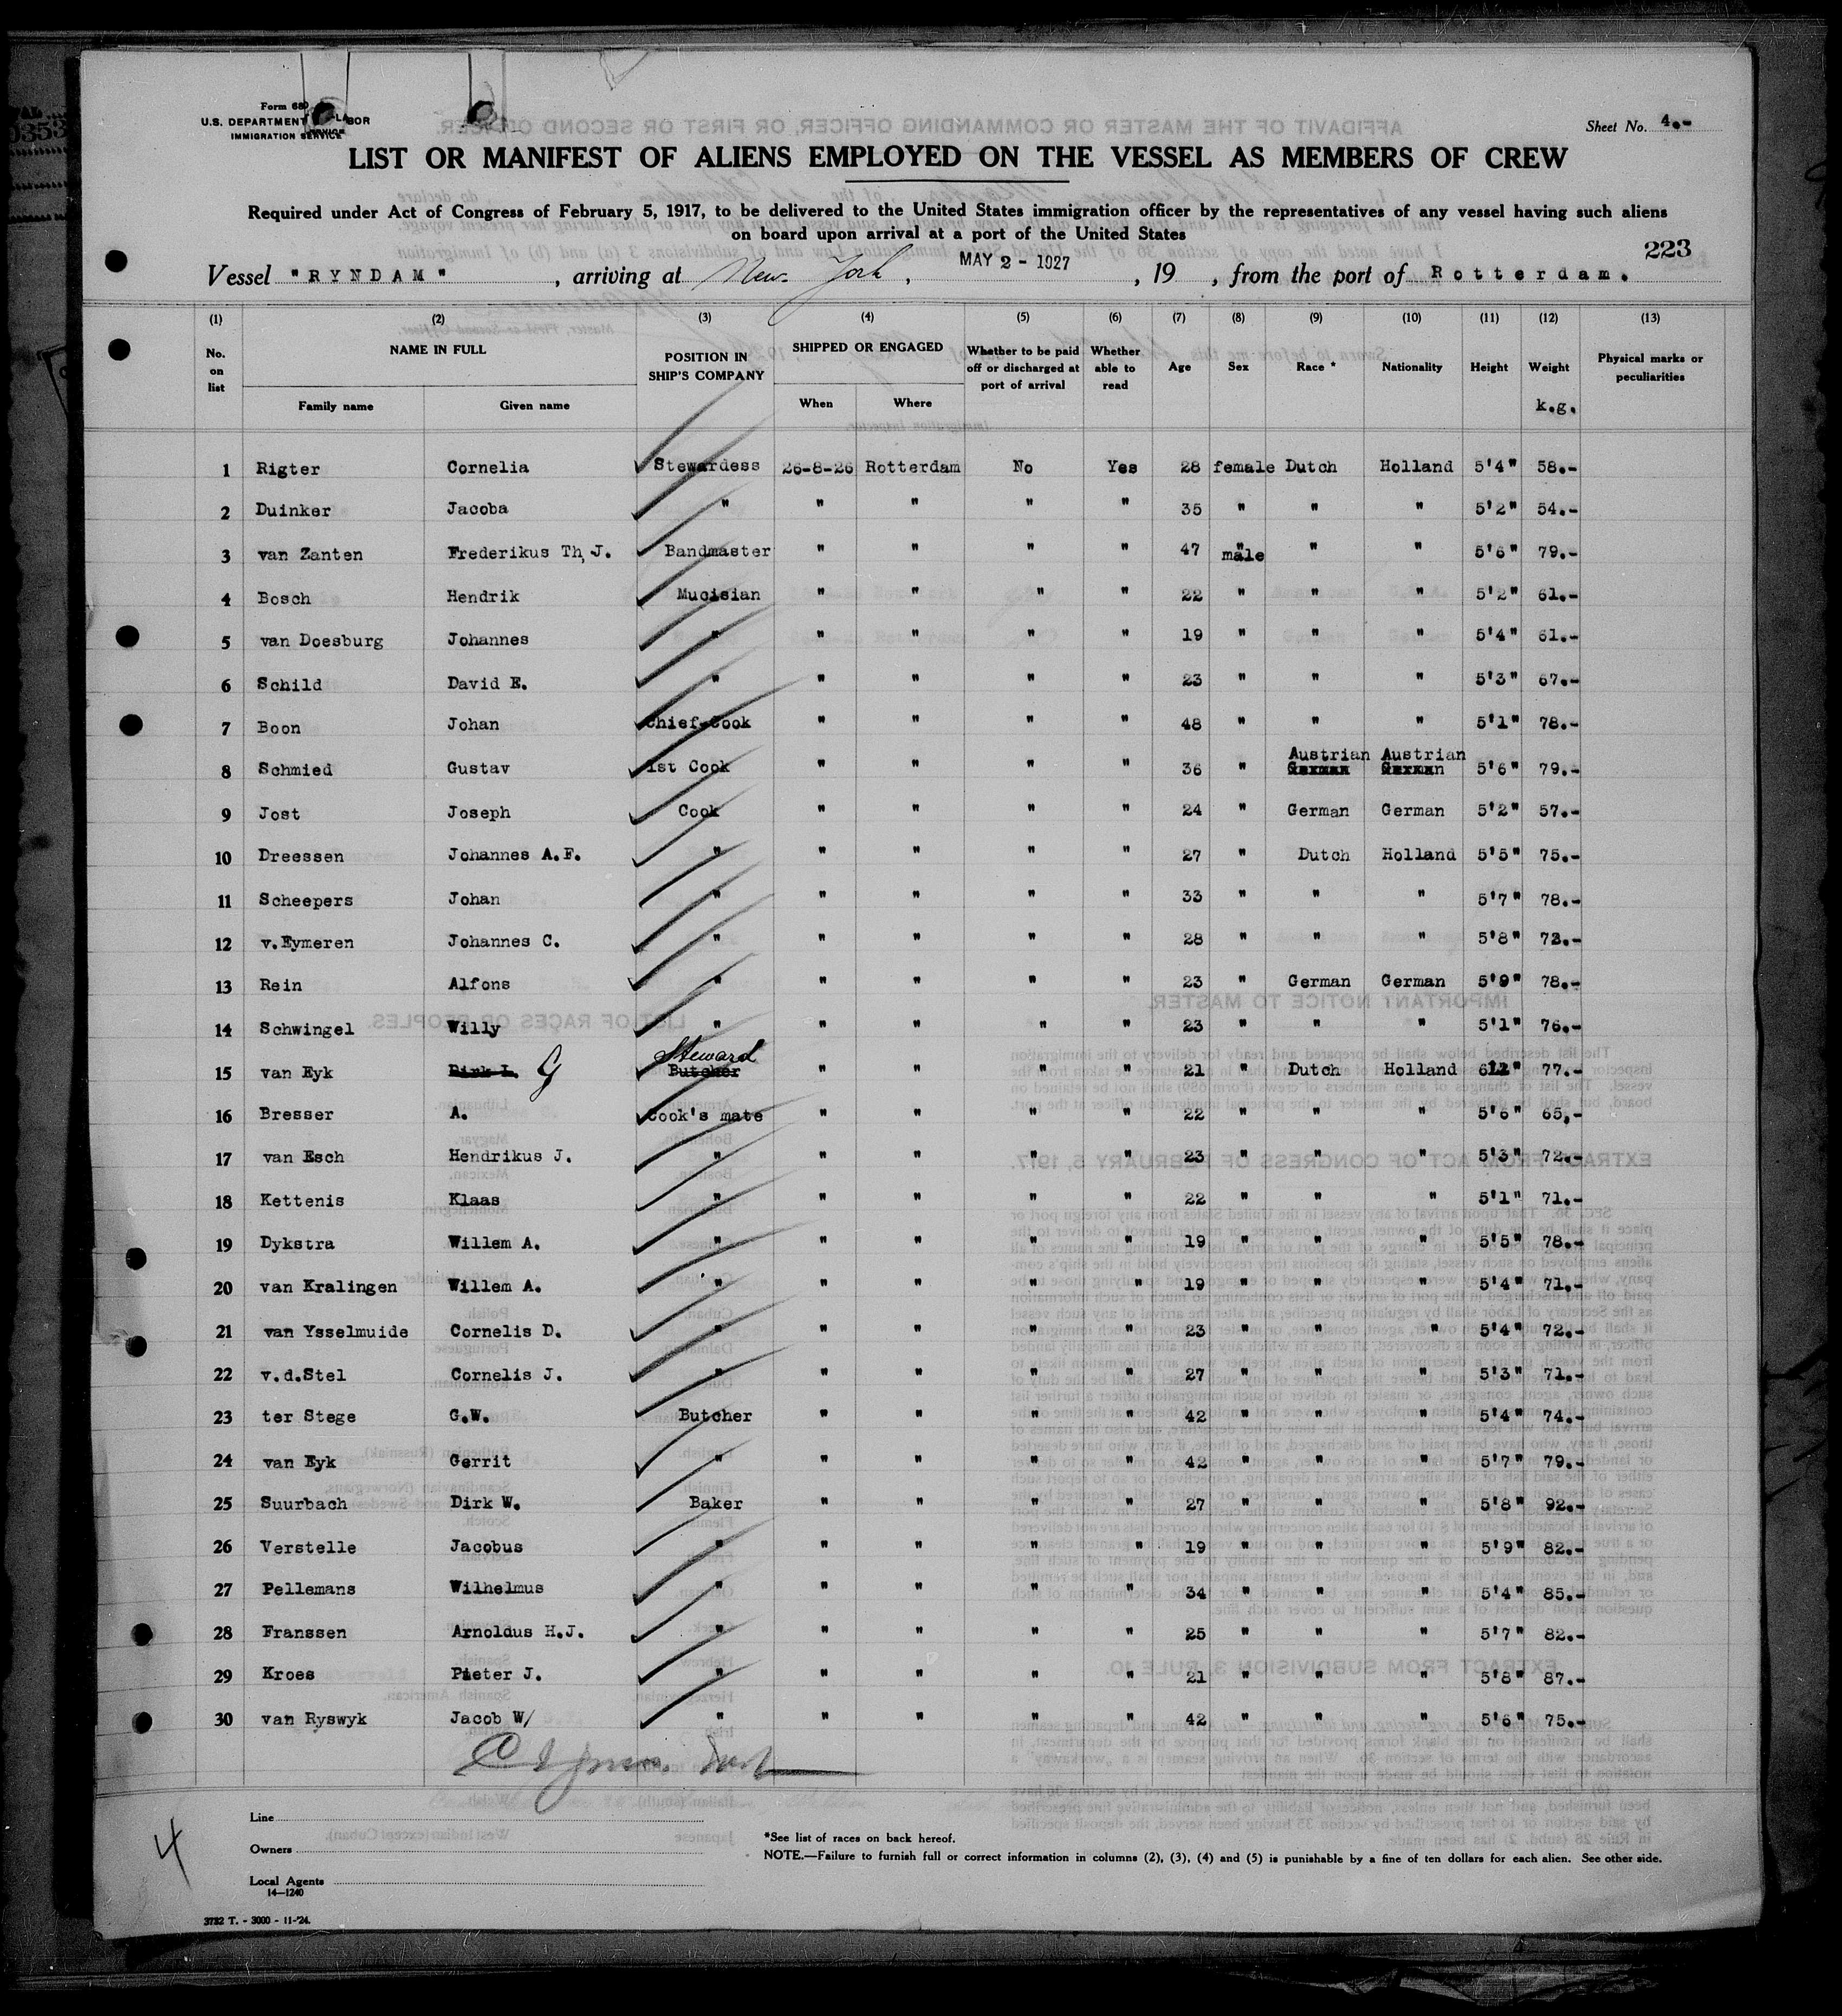 Form 680
U.S. DEPARTMENT LABOR
IMMIGRATION SERVICE
Sheet No. 4.-
LIST OR MANIFEST OF ALIENS EMPLOYED ON THE VESSEL AS MEMBERS OF CREW
Required under Act of Congress of February 5, 1917, to be delivered to the United States immigration officer by the representatives of any vessel having such aliens
on board upon arrival at a port of the United States
223
Vessel "RYNDAM", arriving at New York, MAY 2 - 1927, 19 , from the port of Rotterdam.
(1) (2) (3) (4) (5) (6) (7) (8) (9) (10) (11) (12) (13)
No. on list NAME IN FULL POSITION IN SHIP'S COMPANY SHIPPED OR ENGAGED Whether to be paid off or discharged at port of arrival Whether able to read Age Sex Race * Nationality Height Weight Physical marks or peculiarities
Family name Given name When Where k.g.
1 Rigter Cornelia Stewardess 26-8-26 Rotterdam No Yes 28 female Dutch Holland 5'4" 58.-
2 Duinker Jacoba " " " " " 35 " " " 5'2" 54.-
3 van Zanten Frederikus Th, J. Bandmaster " " " " 47 " male " " 5'6" 79.-
4 Bosch Hendrik Mucisian " " " " 22 " " " 5'2" 61.-
5 van Doesburg Johannes " " " " " 19 " " " 5'4" 61.-
6 Schild David E. " " " " " 23 " " " 5'3" 67.-
7 Boon Johan Chief-Cook " " " " 48 " " " 5'1" 78.-
8 Schmied Gustav 1st Cook " " " " 36 " Austrian German Austrian German 5'6" 79.-
9 Jost Joseph Cook " " " " 24 " German German 5'2" 57.-
10 Dreessen Johannes A.F. " " " " " 27 " Dutch Holland 5'5" 75.-
11 Scheepers Johan " " " " " 33 " " " 5'7" 78.-
12 v.Eymeren Johannes C. " " " " " 28 " " " 5'8" 73.-
13 Rein Alfons " " " " " 23 " German German 5'9" 78.-
14 Schwingel Willy " " " " " 23 " " " 5'1" 76.-
15 van Eyk Dirk L. G Steward Butcher " " " " 21 " Dutch Holland 77.-
16 Bresser A. Cook's mate " " " " 22 " " " 5'6" 65,-
17 van Esch Hendrikus J. " " " " " 23 " " " 5'3" 72.-
18 Kettenis Klaas " " " " " 22 " " " 5'1" 71.-
19 Dykstra Willem A. " " " " " 19 " " " 5'5" 78.-
20 van Kralingen Willem A. " " " " " 19 " " " 5'4" 71.-
21 van Ysselmuide Cornelis D. " " " " " 23 " " " 5'4" 72.-
22 v.d.Stel Cornelis J. " " " " " 27 " " " 5'3" 71.-
23 ter Stege G.W. Butcher " " " " 42 " " " 5'4" 74.-
24 van Eyk Gerrit " " " " " 42 " " " 5'7" 79.-
25 Suurbach Dirk W. Baker " " " " 27 " " " 5'8" 92.-
26 Verstelle Jacobus " " " " " 19 " " " 5'9" 82.-
27 Pellemans Wilhelmus " " " " " 34 " " " 5'4" 85.-
28 Franssen Arnoldus H.J. " " " " " 25 " " " 5'7" 82.-
29 Kroes Pieter J. " " " " " 21 " " " 5'8" 87.-
30 van Ryswyk Jacob W/ " " " " " 42 " " " 5'6" 75.-
4
Line
Owners
Local Agents
14—1240
*See list of races on back hereof.
NOTE.—Failure to furnish full or correct information in columns (2), (3), (4) and (5) is punishable by a fine of ten dollars for each alien. See other side.
3732 T. - 3000 - 11-'24.